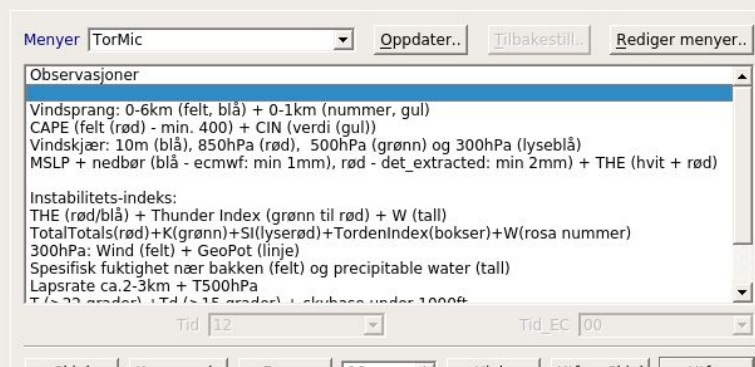 Menyer TorMic Oppdater.. Tilbakestill.. Rediger menyer..
Observasjoner
Vindsprang: 0-6km (felt, blå) + 0-1km (nummer, gul)
CAPE (felt (rød) - min. 400) + CIN (verdi (gul))
Vindskjær: 10m (blå), 850hPa (rød), 500hPa (grønn) og 300hPa (lyseblå)
MSLP + nedbør (blå - ecmwf: min 1mm), rød - det_extracted: min 2mm) + THE (hvit + rød)
Instabilitets-indeks:
THE (rød/blå) + Thunder Index (grønn til rød) + W (tall)
TotalTotals(rød)+K(grønn)+SI(lyserød)+TordenIndex(bokser)+W(rosa nummer)
300hPa: Wind (felt) + GeoPot (linje)
Spesifisk fuktighet nær bakken (felt) og precipitable water (tall)
Lapsrate ca.2-3km + T500hPa
Tid 12 Tid_EC 00